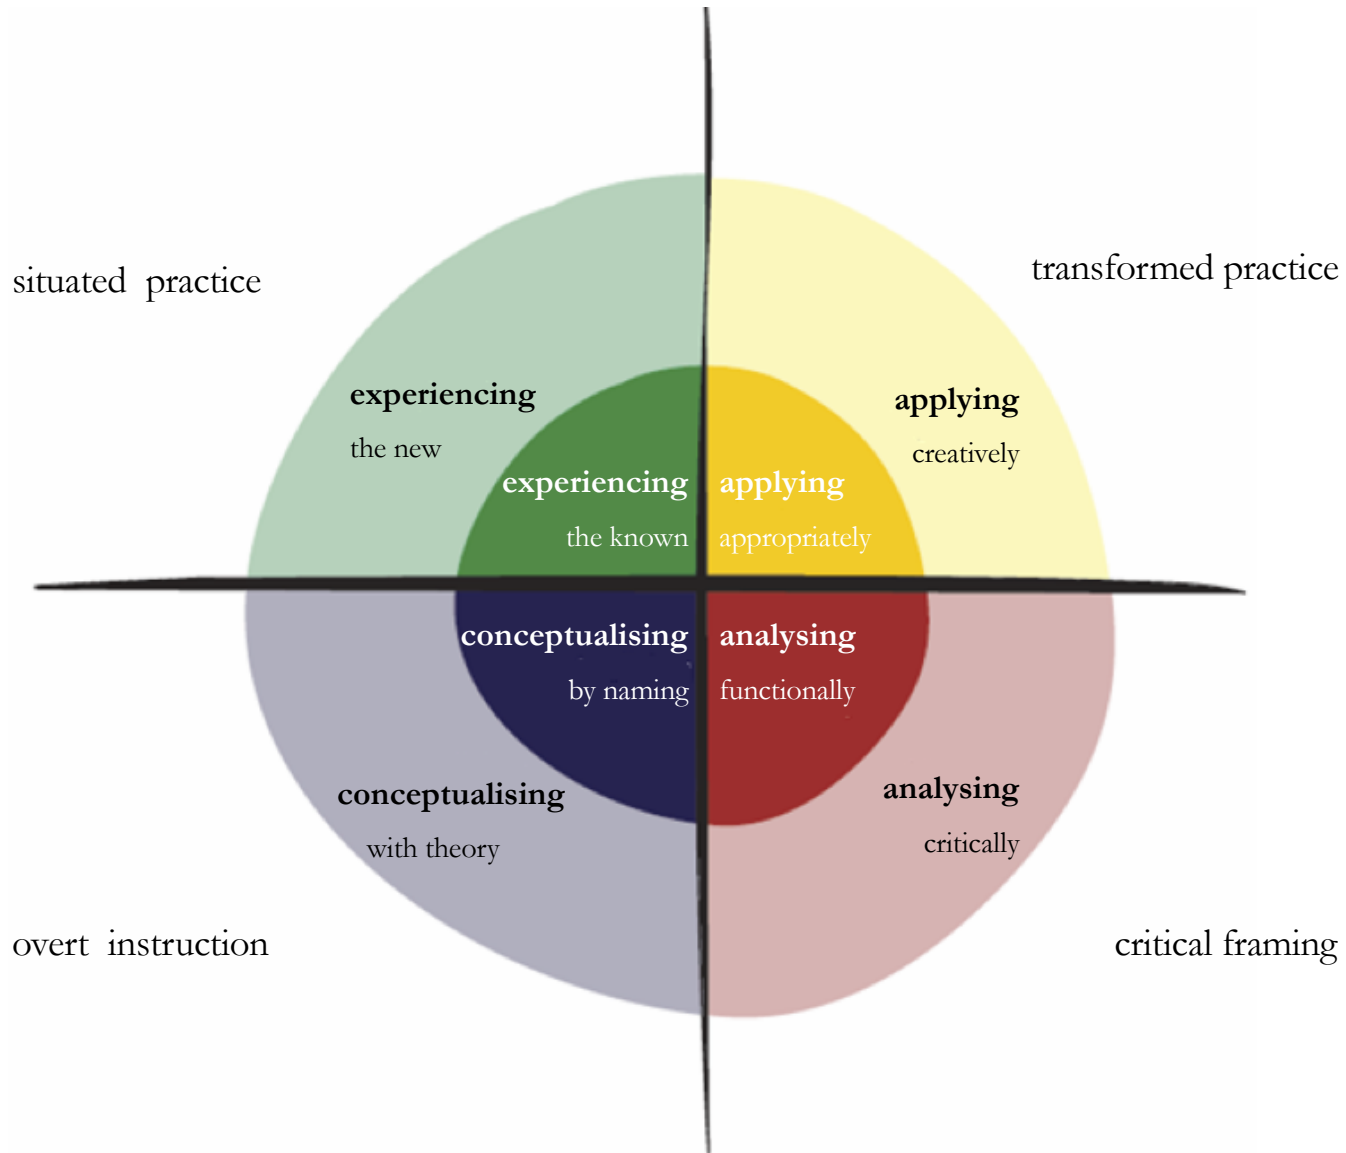 situated practice
transformed practice
experiencing
the new
applying
creatively
experiencing
the known
applying
appropriately
conceptualising
by naming
analysing
functionally
conceptualising
with theory
analysing
critically
overt instruction
critical framing